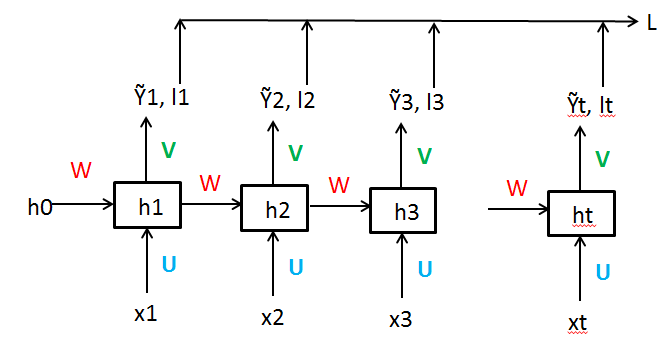 L
Ỹ1, l1 Ỹ2, l2 Ỹ3, l3 Ỹt, lt
V V V V
W W W W
h0 h1 h2 h3 ht
U U U U
x1 x2 x3 xt